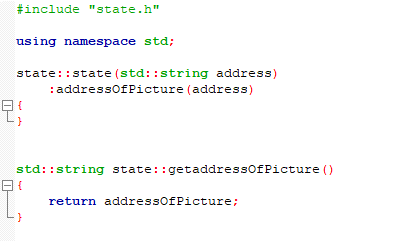 #include "state.h"
using namespace std;
state::state(std::string address)
:addressOfPicture(address)
{
}
std::string state::getaddressOfPicture()
{
return addressOfPicture;
}